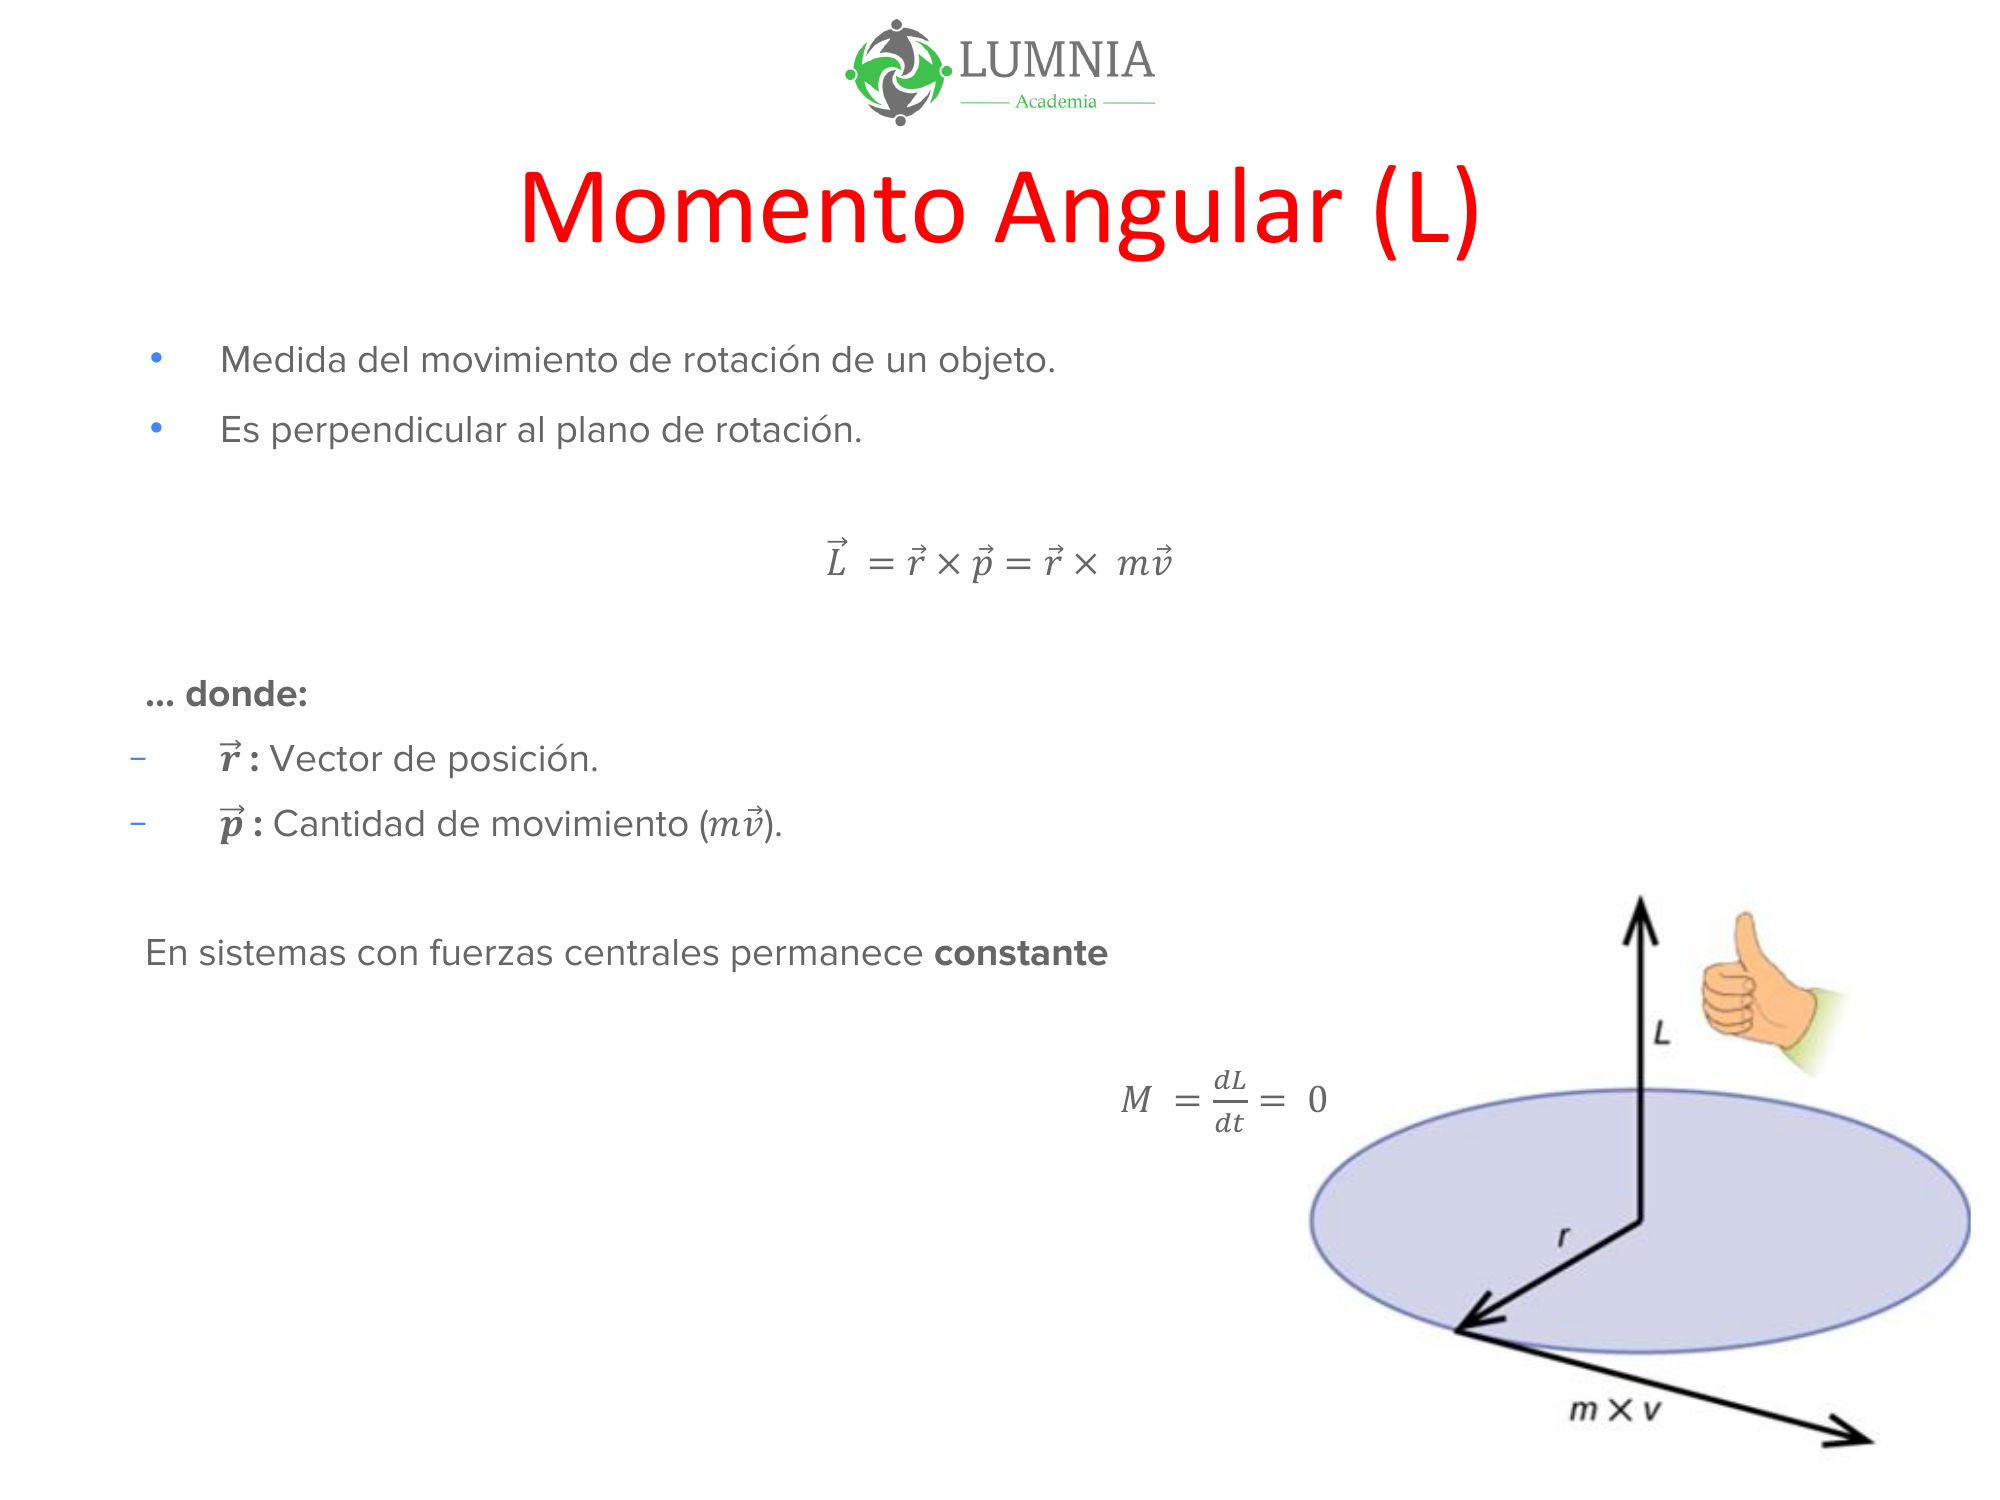 LUMNIA
Academia
Momento Angular (L)
• Medida del movimiento de rotación de un objeto.
• Es perpendicular al plano de rotación.
$\vec{L} = \vec{r} \times \vec{p} = \vec{r} \times m\vec{v}$
... donde:
– $\vec{r}$ : Vector de posición.
– $\vec{p}$ : Cantidad de movimiento ($m\vec{v}$).
En sistemas con fuerzas centrales permanece constante
$M = \frac{dL}{dt} = 0$
L
r
m × v